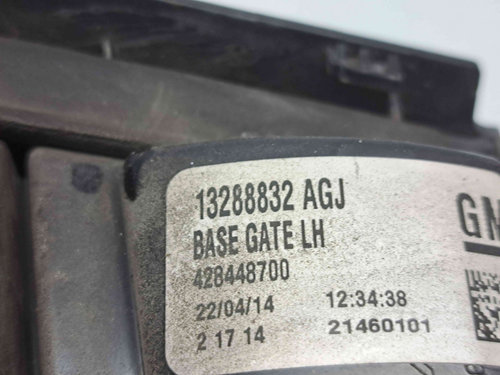 13288832 AGJ
BASE GATE LH
GM
428448700
22/04/14 12:34:38
2 17 14 21460101